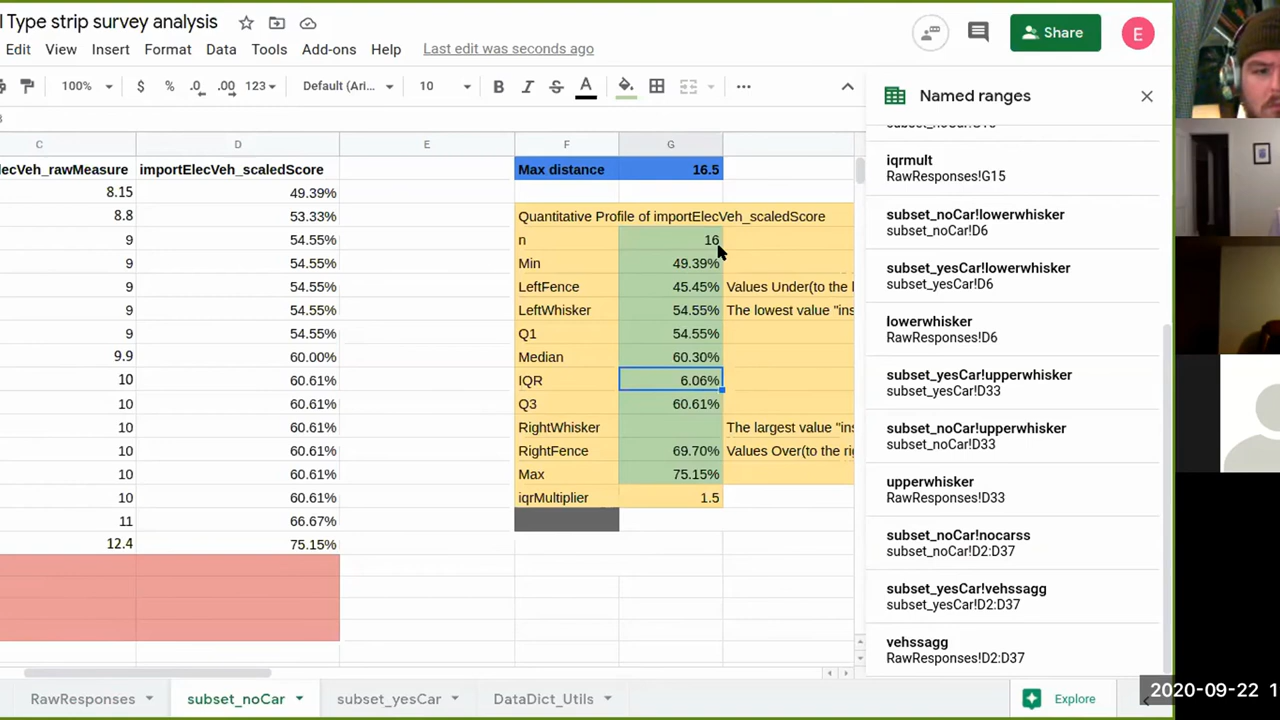 l Type strip survey analysis
Edit View Insert Format Data Tools Add-ons Help Last edit was seconds ago
Share
E
100% $ % .0 .00 123 Default (Ari... 10 B I S A
Named ranges
C D E F G
ecVeh_rawMeasure importElecVeh_scaledScore Max distance 16.5
8.15 49.39%
8.8 53.33% Quantitative Profile of importElecVeh_scaledScore
9 54.55% n 16
9 54.55% Min 49.39%
9 54.55% LeftFence 45.45% Values Under(to the
9 54.55% LeftWhisker 54.55% The lowest value "ins
9 54.55% Q1 54.55%
9.9 60.00% Median 60.30%
10 60.61% IQR 6.06%
10 60.61% Q3 60.61%
10 60.61% RightWhisker The largest value "ins
10 60.61% RightFence 69.70% Values Over(to the ri
10 60.61% Max 75.15%
10 60.61% iqrMultiplier 1.5
11 66.67%
12.4 75.15%
iqrmult
RawResponses!G15
subset_noCar!lowerwhisker
subset_noCar!D6
subset_yesCar!lowerwhisker
subset_yesCar!D6
lowerwhisker
RawResponses!D6
subset_yesCar!upperwhisker
subset_yesCar!D33
subset_noCar!upperwhisker
subset_noCar!D33
upperwhisker
RawResponses!D33
subset_noCar!nocarss
subset_noCar!D2:D37
subset_yesCar!vehssagg
subset_yesCar!D2:D37
vehssagg
RawResponses!D2:D37
RawResponses subset_noCar subset_yesCar DataDict_Utils
Explore
2020-09-22 1